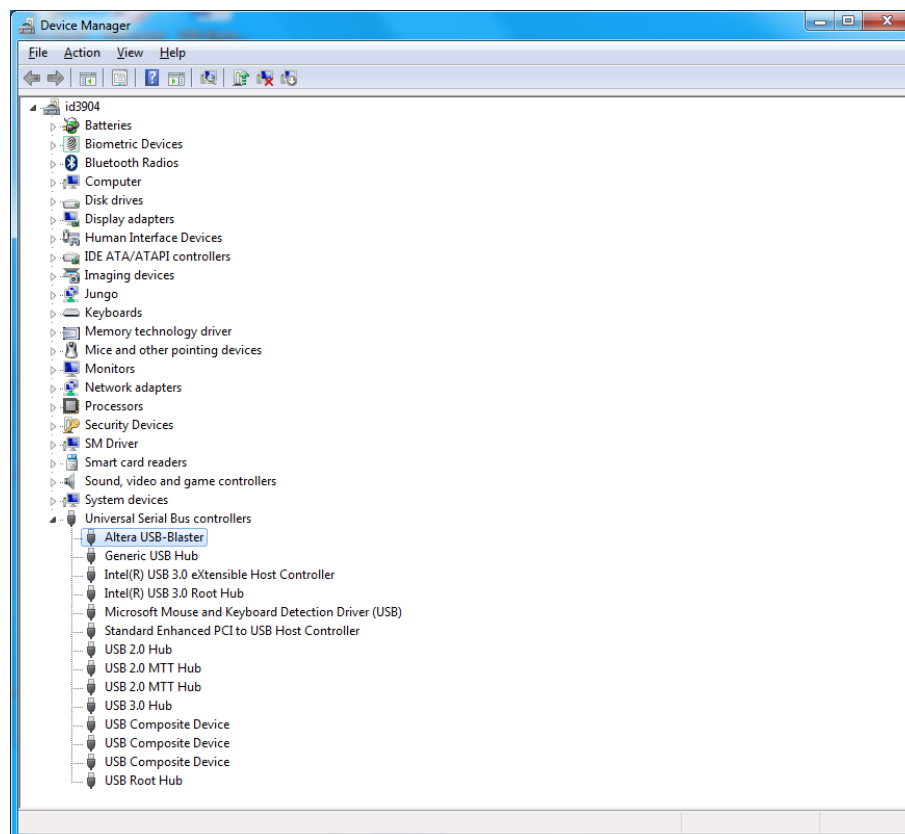 Device Manager
File Action View Help
id3904
Batteries
Biometric Devices
Bluetooth Radios
Computer
Disk drives
Display adapters
Human Interface Devices
IDE ATA/ATAPI controllers
Imaging devices
Jungo
Keyboards
Memory technology driver
Mice and other pointing devices
Monitors
Network adapters
Processors
Security Devices
SM Driver
Smart card readers
Sound, video and game controllers
System devices
Universal Serial Bus controllers
Altera USB-Blaster
Generic USB Hub
Intel(R) USB 3.0 eXtensible Host Controller
Intel(R) USB 3.0 Root Hub
Microsoft Mouse and Keyboard Detection Driver (USB)
Standard Enhanced PCI to USB Host Controller
USB 2.0 Hub
USB 2.0 MTT Hub
USB 2.0 MTT Hub
USB 3.0 Hub
USB Composite Device
USB Composite Device
USB Composite Device
USB Root Hub